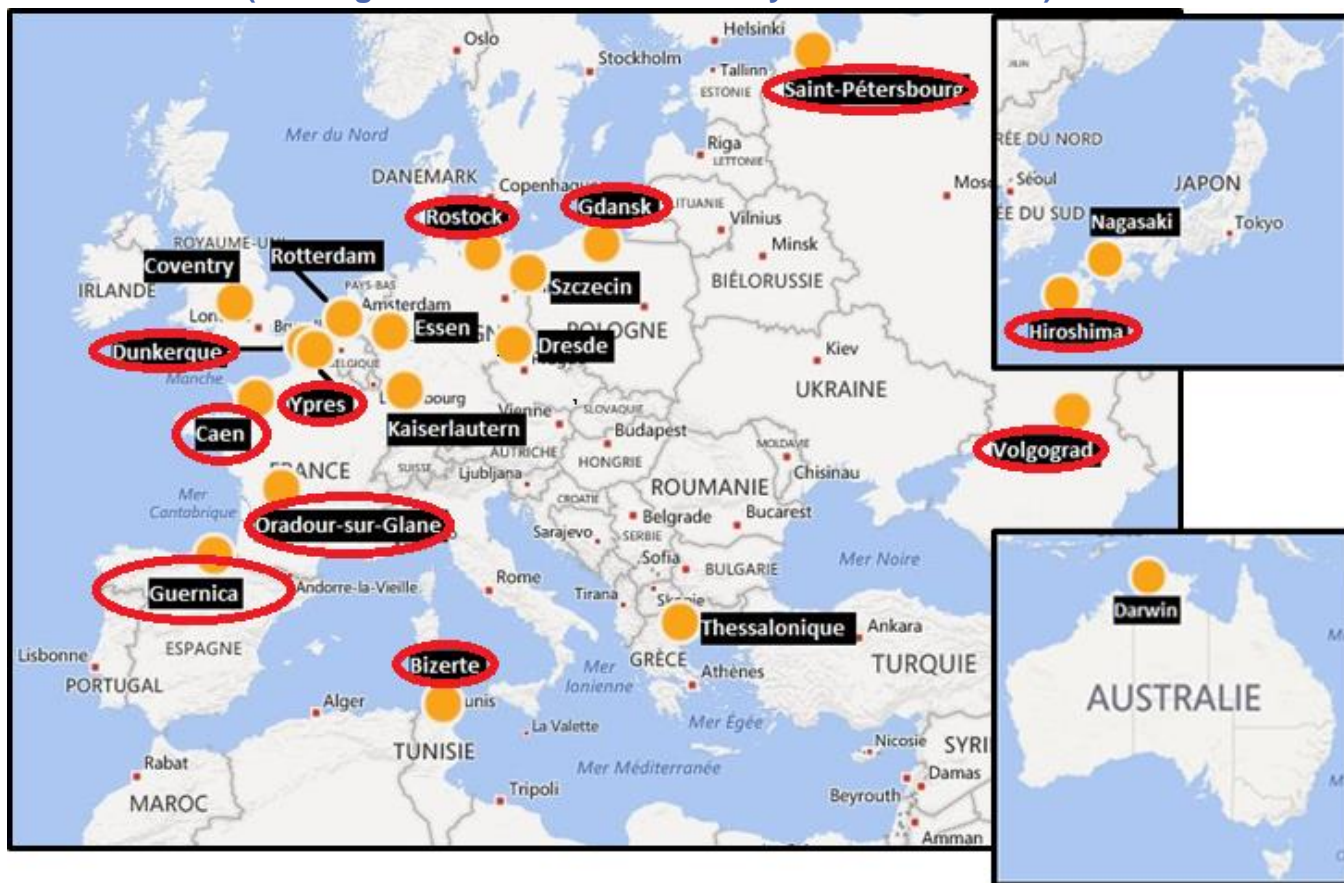 Oslo
Helsinki
Stockholm
Tallinn
ESTONIE
Saint-Pétersbourg
Mer du Nord
Riga
LETTONIE
DANEMARK
Rostock
Gdansk
Vilnius
Minsk
BIÉLORUSSIE
Coventry
Rotterdam
IRLANDE
PAYS-BAS
Amsterdam
Szczecin
POLOGNE
Essen
Dresde
Dunkerque
BELGIQUE
Manche
Kiev
UKRAINE
Ypres
Caen
Kaiserlautern
Vienne
SLOVAQUIE
Budapest
AUTRICHE
HONGRIE
MOLDAVIE
Chisinau
Volgograd
FRANCE
SUISSE
Ljubljana
CROATIE
ROUMANIE
Mer
Cantabrique
Oradour-sur-Glane
Belgrade
Bucarest
Sarajevo
SERBIE
Sofia
BULGARIE
Mer Noire
Guernica
Andorre-la-Vieille
Rome
Tirana
Thessalonique
Ankara
Lisbonne
ESPAGNE
PORTUGAL
Bizerte
Mer
Ionienne
GRÈCE
Athènes
TURQUIE
Alger
La Valette
Mer Égée
Rabat
TUNISIE
Mer Méditerranée
Nicosie
SYRI
Damas
Beyrouth
MAROC
Tripoli
Amman
RÉE DU NORD
Séoul
JAPON
ÉE DU SUD
Nagasaki
Tokyo
Hiroshima
Darwin
AUSTRALIE